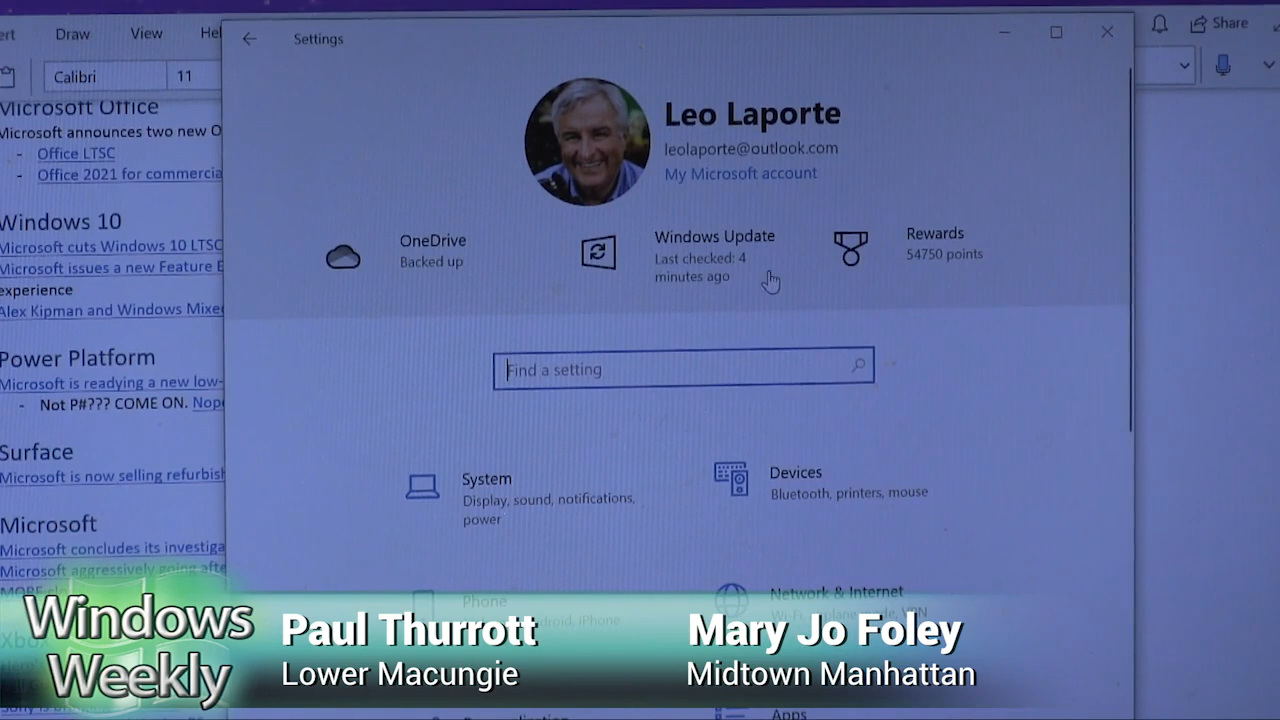 Draw
View
Share
Calibri
11
Microsoft Office
Microsoft announces two new O
- Office LTSC
- Office 2021 for commercia
Windows 10
Microsoft cuts Windows 10 LTSC
Microsoft issues a new Feature E
experience
Alex Kipman and Windows Mixe
Power Platform
Microsoft is readying a new low-
- Not P#??? COME ON. Nope
Surface
Microsoft is now selling refurbish
Microsoft
Microsoft concludes its investiga
Microsoft aggressively going afte
Settings
Leo Laporte
leolaporte@outlook.com
My Microsoft account
OneDrive
Backed up
Windows Update
Last checked: 4
minutes ago
Rewards
54750 points
Find a setting
System
Display, sound, notifications,
power
Devices
Bluetooth, printers, mouse
Phone
Network & Internet
Apps
Windows
Weekly
Paul Thurrott
Lower Macungie
Mary Jo Foley
Midtown Manhattan